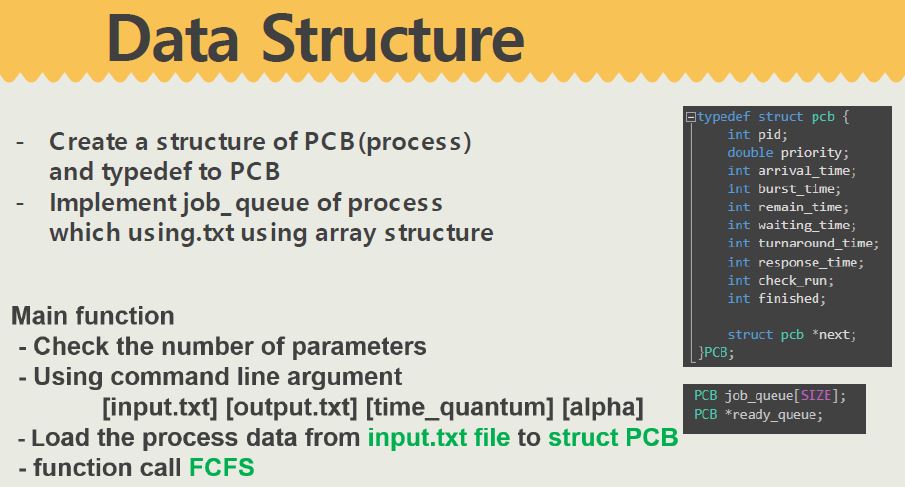 Data Structure
- Create a structure of PCB(process)
and typedef to PCB
- Implement job_queue of process
which using.txt using array structure
Main function
- Check the number of parameters
- Using command line argument
[input.txt] [output.txt] [time_quantum] [alpha]
- Load the process data from input.txt file to struct PCB
- function call FCFS
typedef struct pcb {
int pid;
double priority;
int arrival_time;
int burst_time;
int remain_time;
int waiting_time;
int turnaround_time;
int response_time;
int check_run;
int finished;
struct pcb *next;
}PCB;
PCB job_queue[SIZE];
PCB *ready_queue;